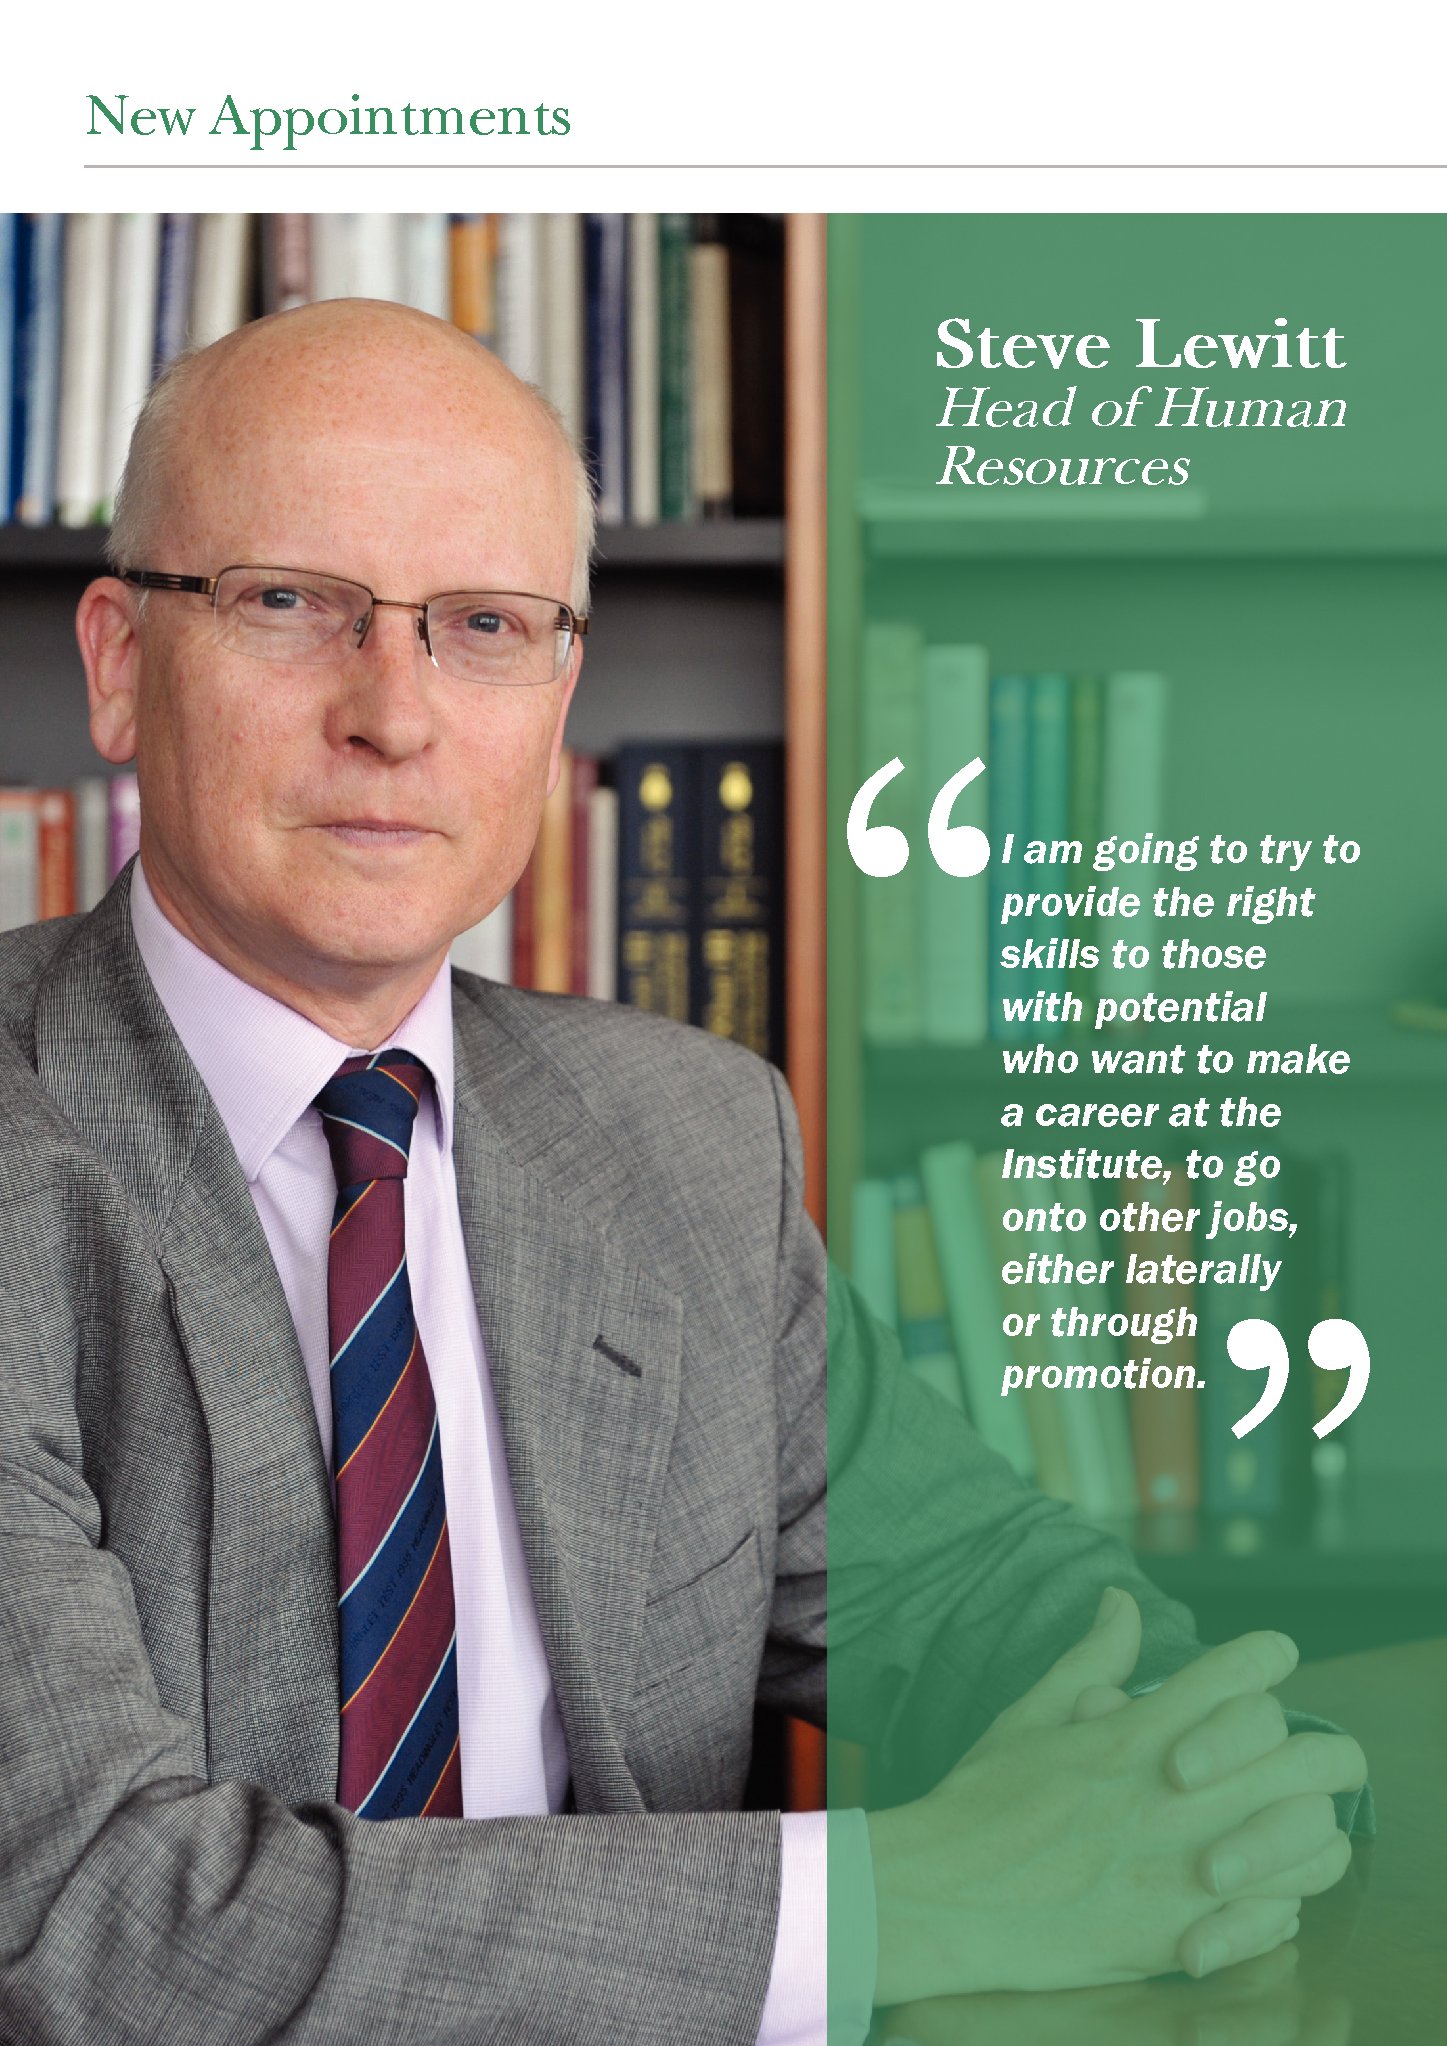 New Appointments
Steve Lewitt
Head of Human
Resources
“I am going to try to
provide the right
skills to those
with potential
who want to make
a career at the
Institute, to go
onto other jobs,
either laterally
or through
promotion.”